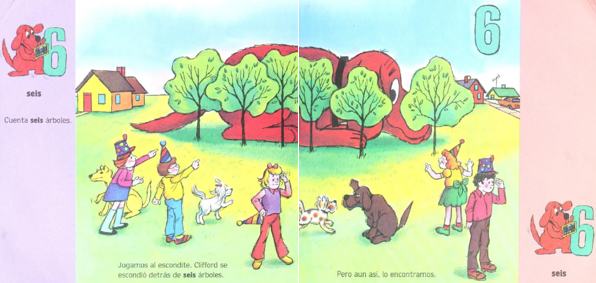 6
seis
Cuenta seis árboles.
Jugamos al escondite. Clifford se
escondió detrás de seis árboles.
6
Pero aun así, lo encontramos.
6
seis